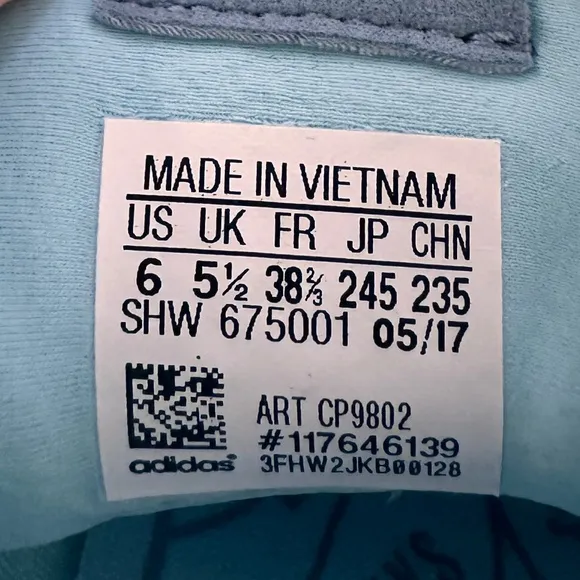 MADE IN VIETNAM
US UK FR JP CHN
6 5½ 38⅔ 245 235
SHW 675001 05/17
ART CP9802
#117646139
adidas 3FHW2JKB00128